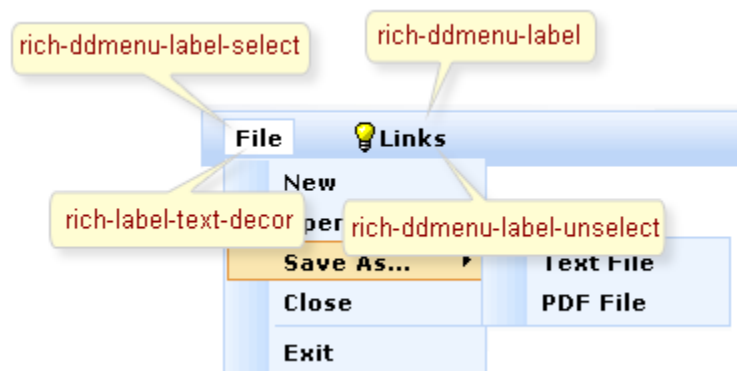 rich-ddmenu-label-select
rich-ddmenu-label
File
Links
New
rich-label-text-decor
rich-ddmenu-label-unselect
Save As...
Text File
Close
PDF File
Exit